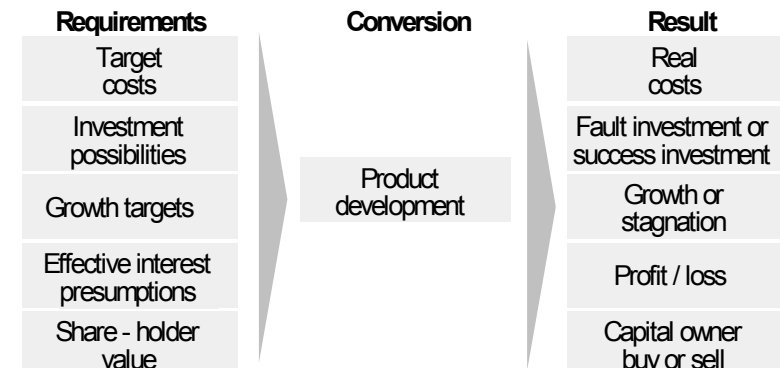 Requirements
Conversion
Result
Target
costs
Investment
possibilities
Growth targets
Effective interest
presumptions
Share - holder
value
Product
development
Real
costs
Fault investment or
success investment
Growth or
stagnation
Profit / loss
Capital owner
buy or sell